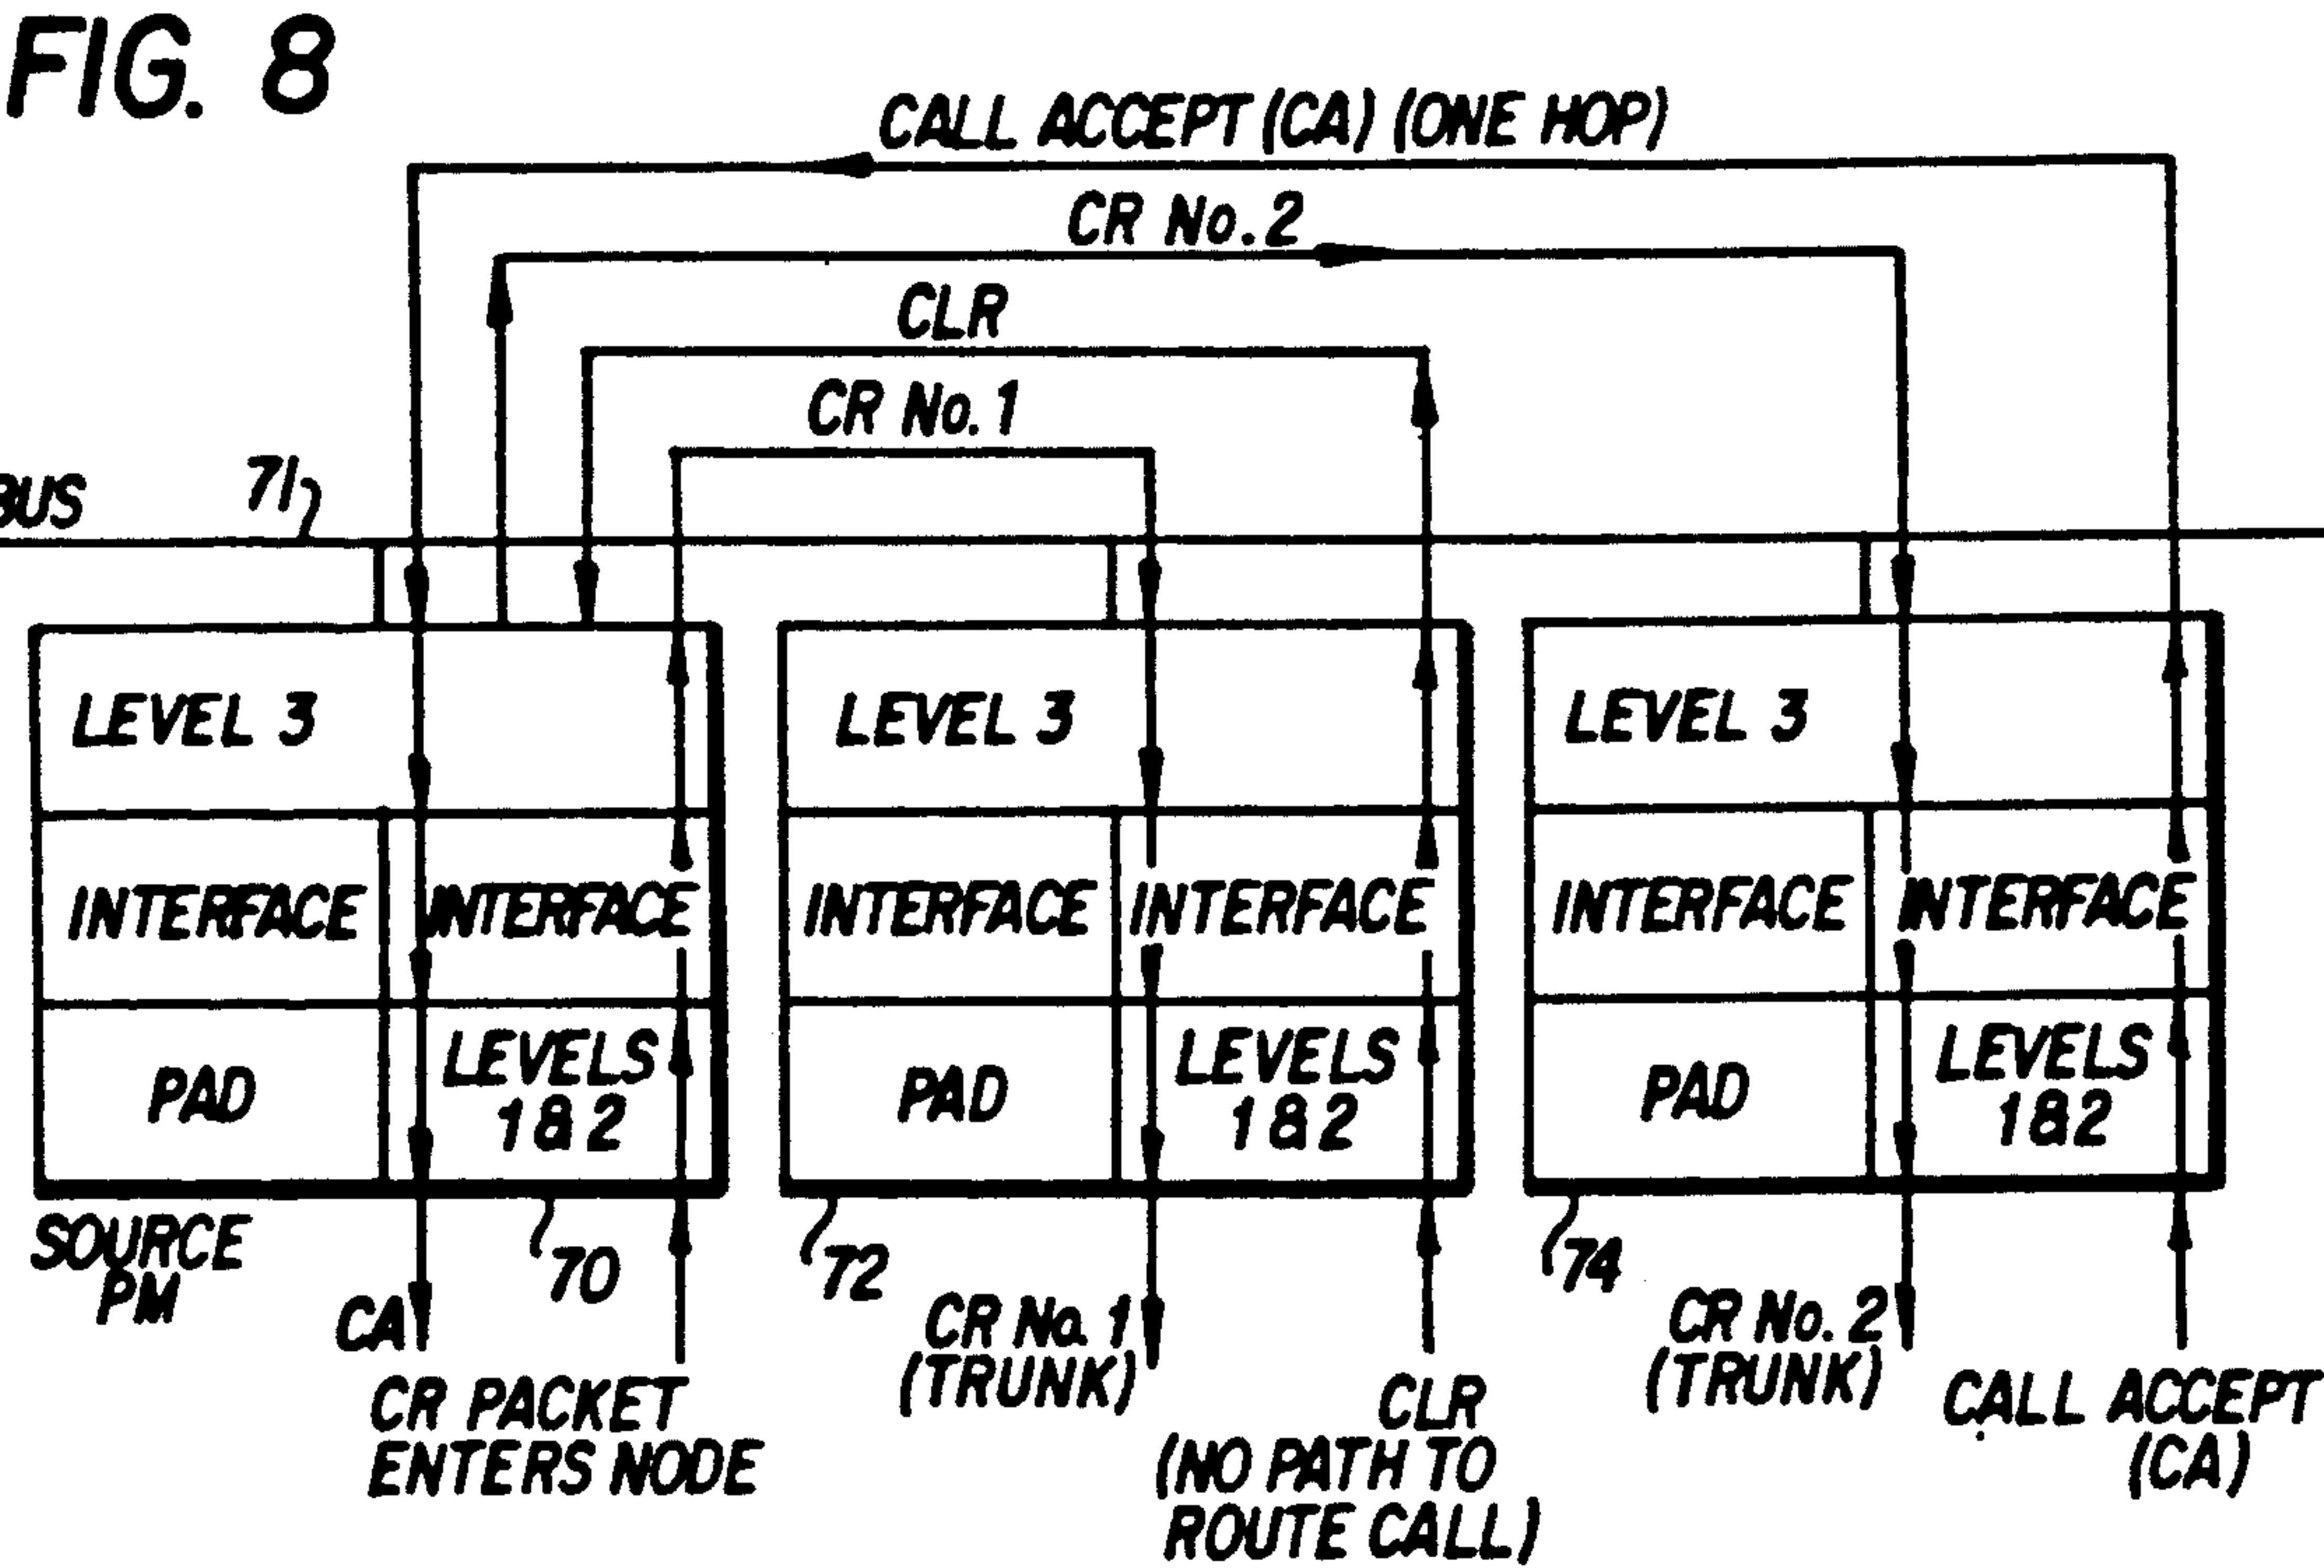 FIG. 8
CALL ACCEPT (CA) (ONE HOP)
CR No. 2
CLR
CR No. 1
BUS
71
LEVEL 3
LEVEL 3
LEVEL 3
INTERFACE
INTERFACE
INTERFACE
INTERFACE
INTERFACE
INTERFACE
PAD
LEVELS
1 & 2
PAD
LEVELS
1 & 2
PAD
LEVELS
1 & 2
SOURCE
PM
70
72
74
CA
CR PACKET
ENTERS NODE
CR No. 1
(TRUNK)
CLR
(NO PATH TO
ROUTE CALL)
CR No. 2
(TRUNK)
CALL ACCEPT
(CA)